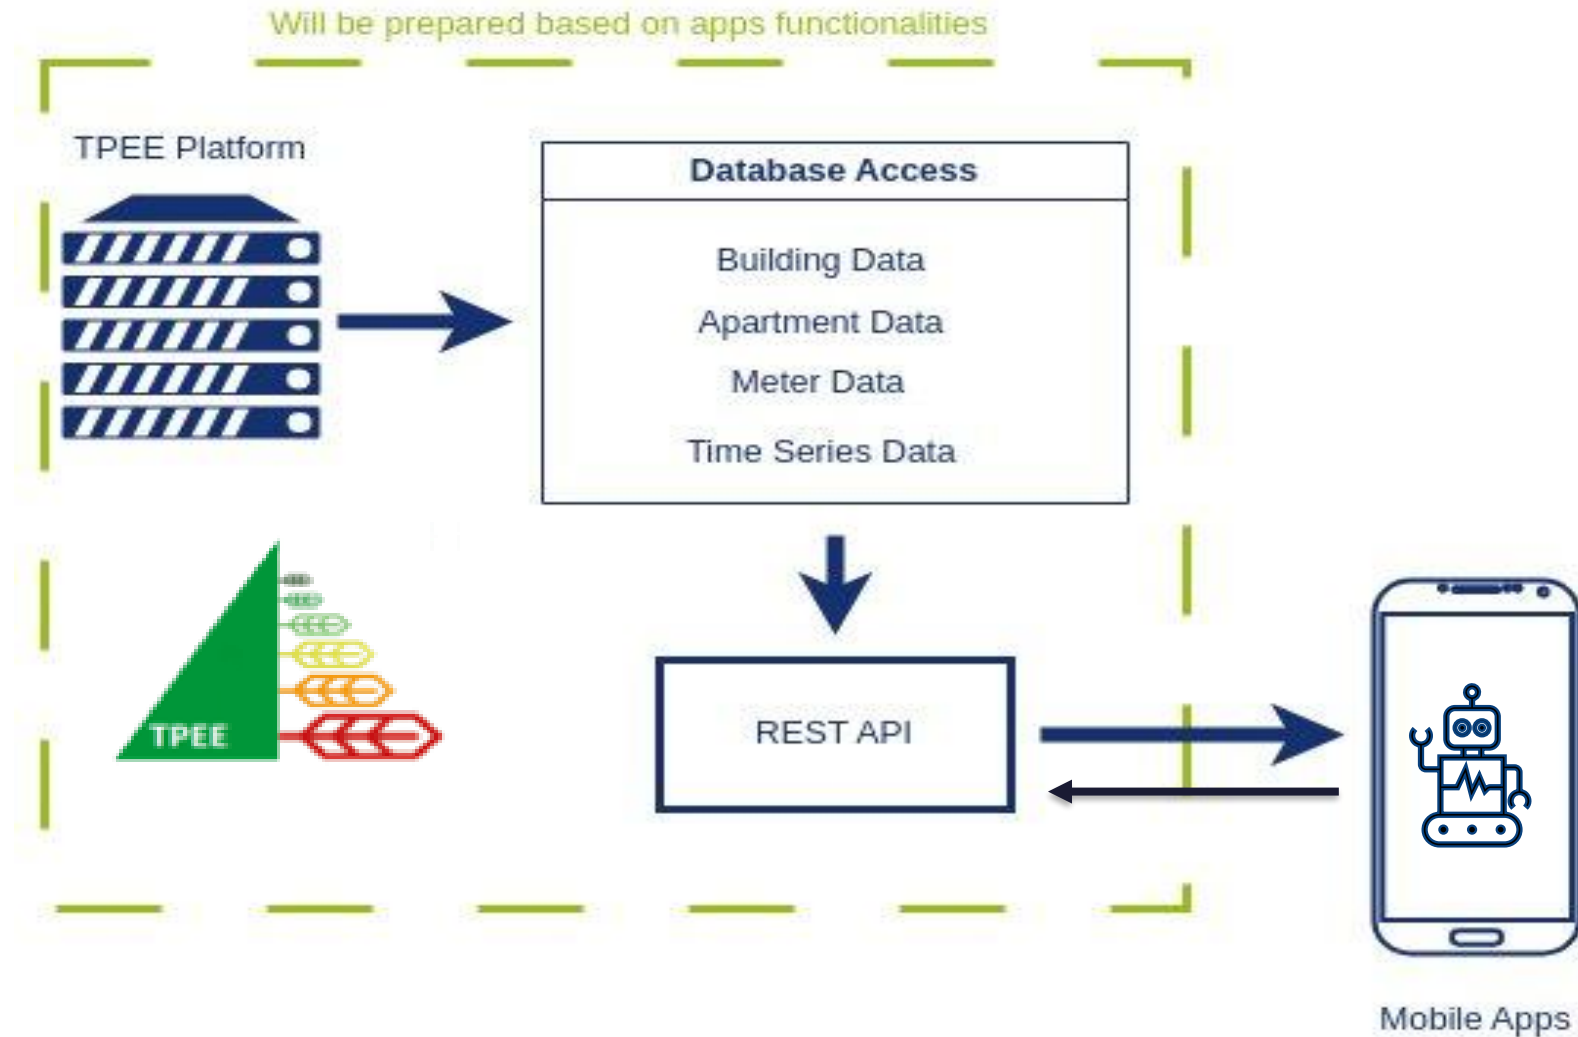 Will be prepared based on apps functionalities
TPEE Platform
Database Access
Building Data
Apartment Data
Meter Data
Time Series Data
TPEE
REST API
Mobile Apps